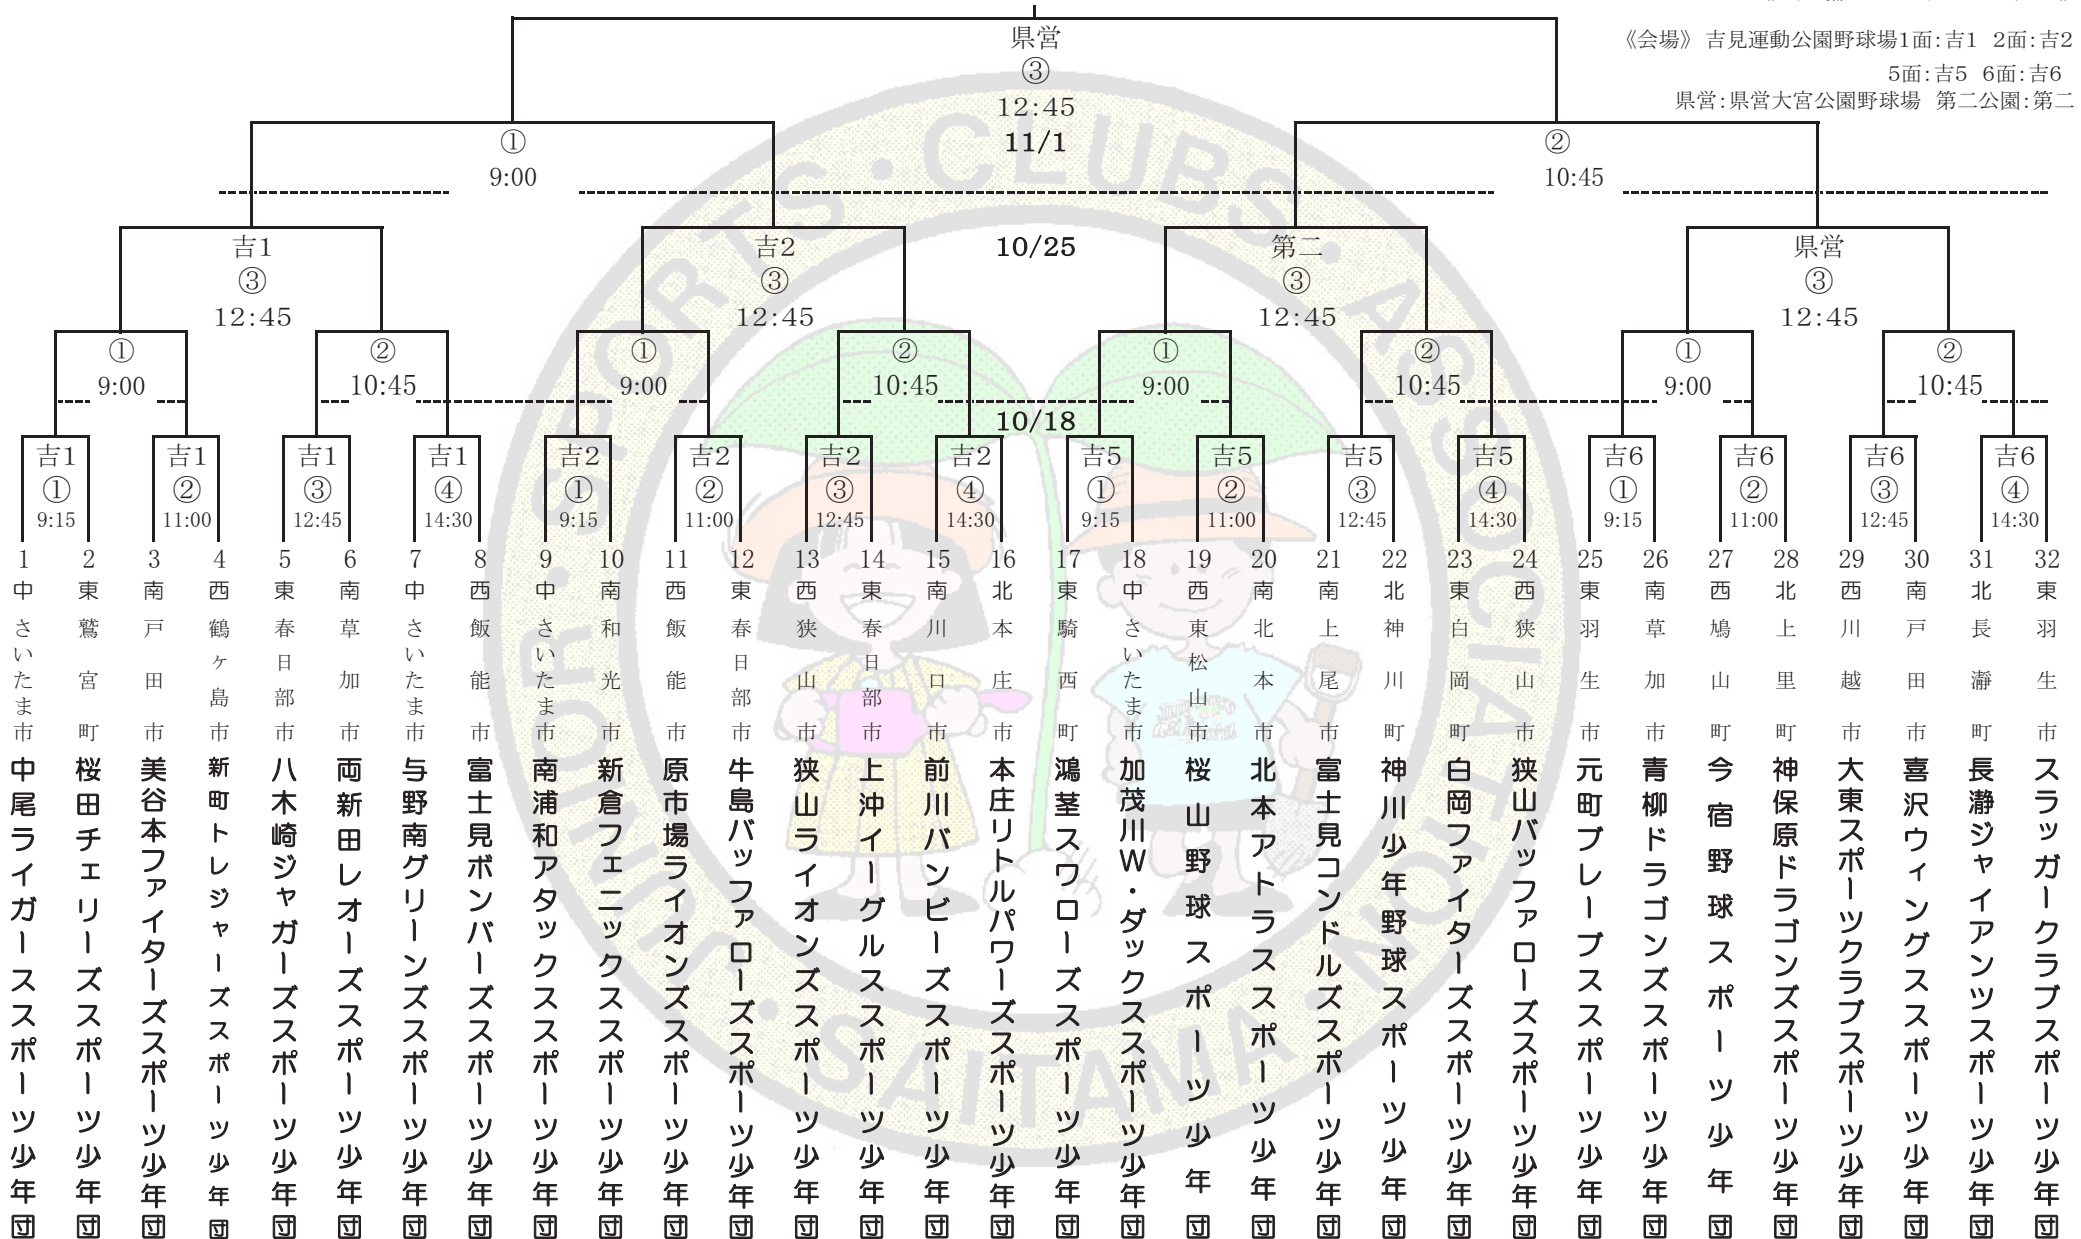 《会場》 吉見運動公園野球場1面:吉1 2面:吉2
5面:吉5 6面:吉6
県営:県営大宮公園野球場 第二公園:第二
県営
③
12:45
11/1
① ②
9:00 10:45
吉1 吉2 10/25 第二 県営
③ ③ ③ ③
12:45 12:45 12:45 12:45
① ② ① ② ① ② ① ②
9:00 10:45 9:00 10:45 9:00 10:45 9:00 10:45
10/18
吉1 吉1 吉1 吉1 吉2 吉2 吉2 吉2 吉5 吉5 吉5 吉5 吉6 吉6 吉6 吉6
① ② ③ ④ ① ② ③ ④ ① ② ③ ④ ① ② ③ ④
9:15 11:00 12:45 14:30 9:15 11:00 12:45 14:30 9:15 11:00 12:45 14:30 9:15 11:00 12:45 14:30
1 中 さいたま市 中尾ライガーススポーツ少年団
2 東 鷲宮町 桜田チェリーズスポーツ少年団
3 南 戸田市 美谷本ファイターズスポーツ少年団
4 西 鶴ヶ島市 新町トレジャーズスポーツ少年団
5 東 春日部市 八木崎ジャガーズスポーツ少年団
6 南 草加市 両新田レオーズスポーツ少年団
7 中 さいたま市 与野南グリーンズスポーツ少年団
8 西 飯能市 富士見ボンバーズスポーツ少年団
9 中 さいたま市 南浦和アタックススポーツ少年団
10 南 和光市 新倉フェニックススポーツ少年団
11 西 飯能市 原市場ライオンズスポーツ少年団
12 東 春日部市 牛島バッファローズスポーツ少年団
13 西 狭山市 狭山ライオンズスポーツ少年団
14 東 春日部市 上沖イーグルススポーツ少年団
15 南 川口市 前川バンビーズスポーツ少年団
16 北 本庄市 本庄リトルパワーズスポーツ少年団
17 東 騎西町 鴻茎スワローズスポーツ少年団
18 中 さいたま市 加茂川W・ダックススポーツ少年団
19 西 東松山市 桜山野球スポーツ少年団
20 南 北本市 北本アトラススポーツ少年団
21 南 上尾市 富士見コンドルズスポーツ少年団
22 北 神川町 神川少年野球スポーツ少年団
23 東 白岡町 白岡ファイターズスポーツ少年団
24 西 狭山市 狭山バッファローズスポーツ少年団
25 東 羽生市 元町ブレーブススポーツ少年団
26 南 草加市 青柳ドラゴンズスポーツ少年団
27 西 鳩山町 今宿野球スポーツ少年団
28 北 上里町 神保原ドラゴンズスポーツ少年団
29 西 川越市 大東スポーツクラブスポーツ少年団
30 南 戸田市 喜沢ウィングススポーツ少年団
31 北 長瀞町 長瀞ジャイアンツスポーツ少年団
32 東 羽生市 スラッガークラブスポーツ少年団
JUNIOR・SPORTS・CLUBS・ASSOCIATION・SAITAMA・